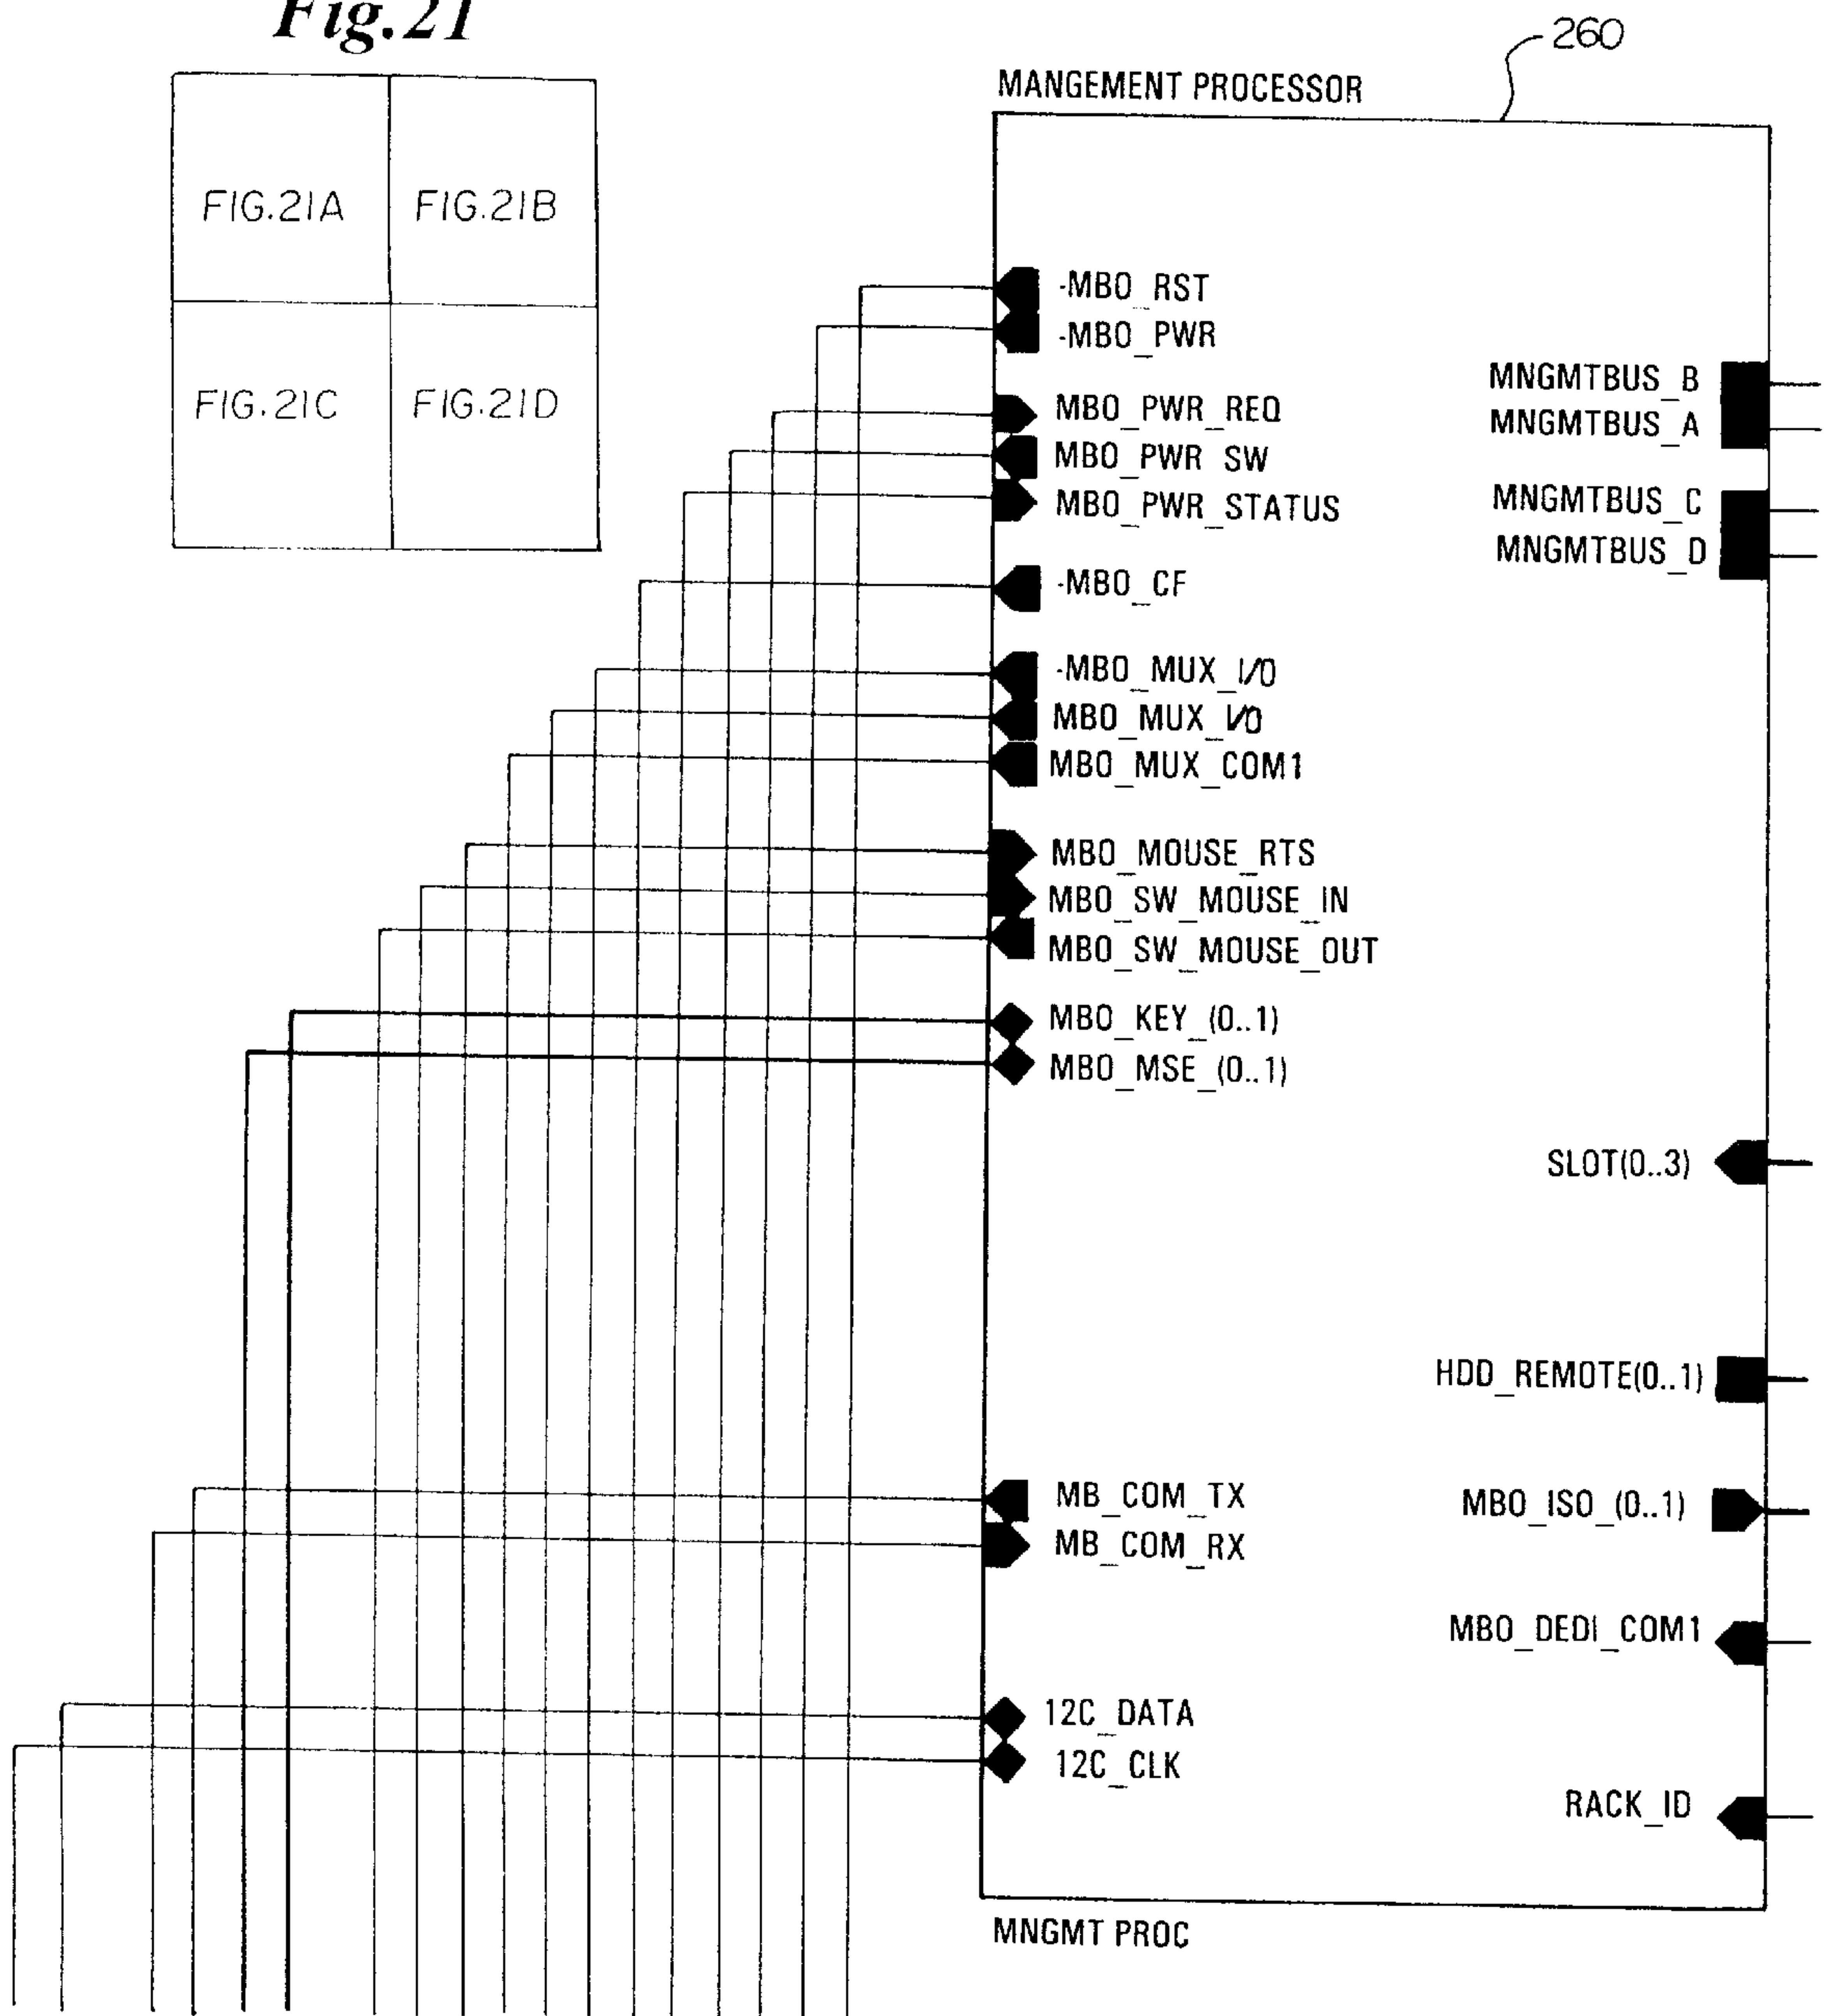 Fig.21
260
MANGEMENT PROCESSOR
FIG.21A
FIG.21B
FIG.21C
FIG.21D
-MBO_RST
-MBO_PWR
MBO_PWR_REQ
MBO_PWR SW
MBO_PWR_STATUS
-MBO_CF
-MBO_MUX_I/O
MBO_MUX_I/O
MBO_MUX_COM1
MBO_MOUSE_RTS
MBO_SW_MOUSE_IN
MBO_SW_MOUSE_OUT
MBO_KEY_(0..1)
MBO_MSE_(0..1)
MB_COM_TX
MB_COM_RX
12C_DATA
12C_CLK
MNGMTBUS_B
MNGMTBUS_A
MNGMTBUS_C
MNGMTBUS_D
SLOT(0..3)
HDD_REMOTE(0..1)
MBO_ISO_(0..1)
MBO_DEDI_COM1
RACK_ID
MNGMT PROC